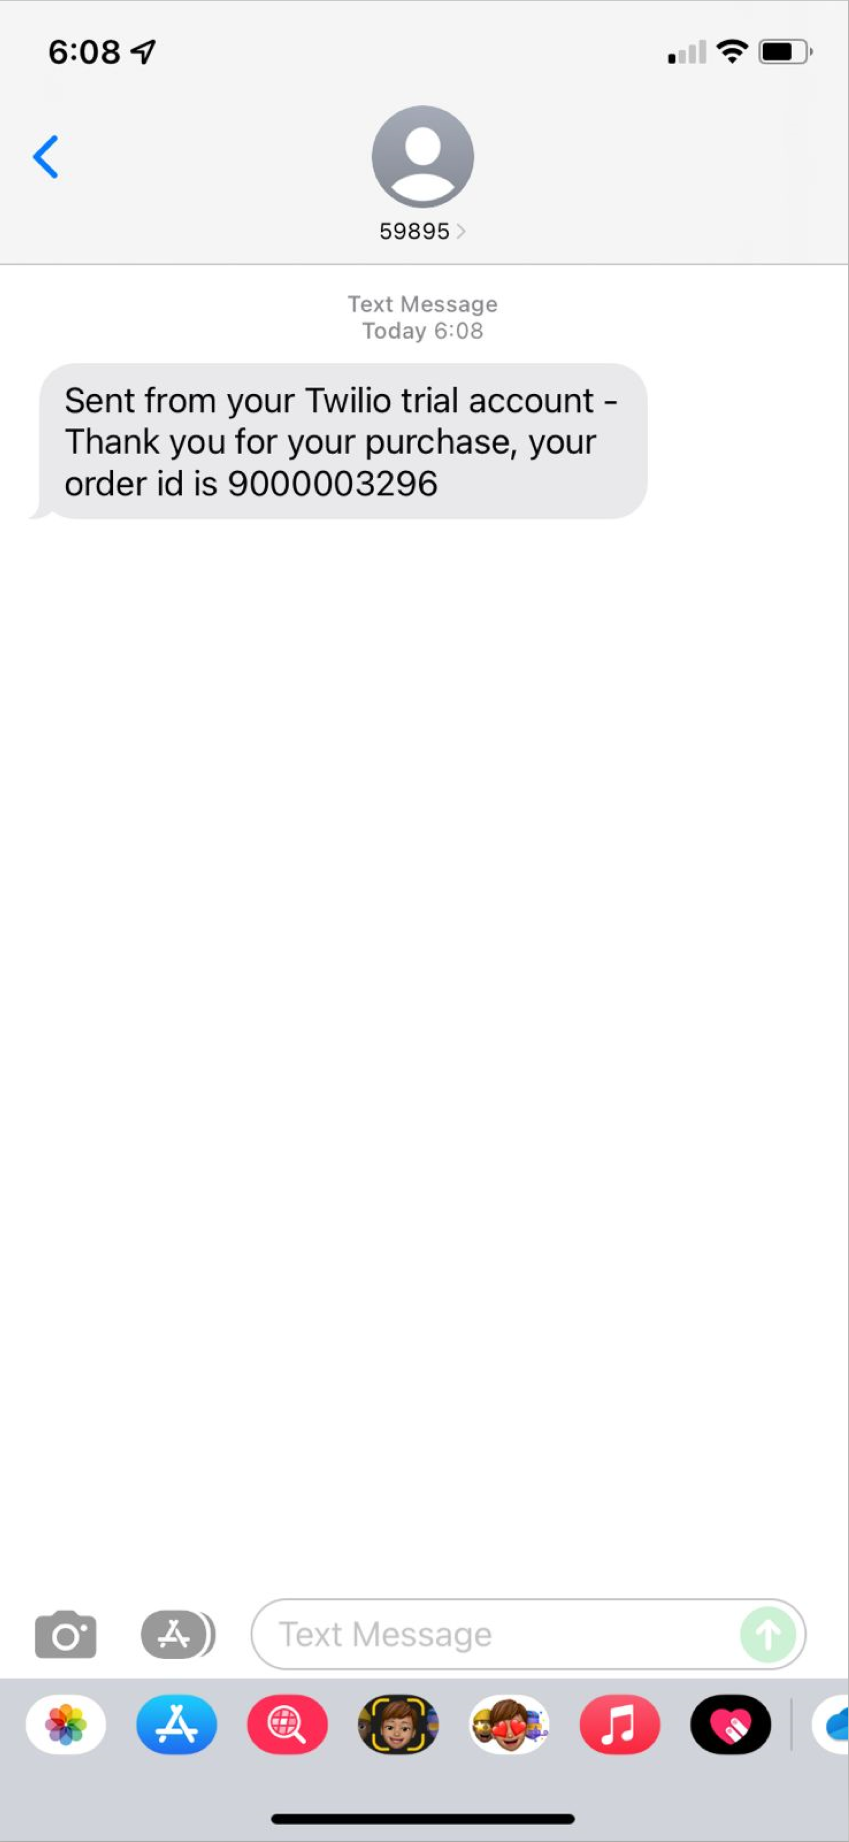 6:08
59895
Text Message
Today 6:08
Sent from your Twilio trial account -
Thank you for your purchase, your
order id is 9000003296
Text Message